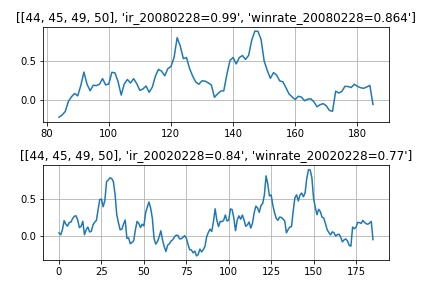 [[44, 45, 49, 50], 'ir_20080228=0.99', 'winrate_20080228=0.864']
0.5
0.0
80 100 120 140 160 180
[[44, 45, 49, 50], 'ir_20020228=0.84', 'winrate_20020228=0.77']
0.5
0.0
0 25 50 75 100 125 150 175